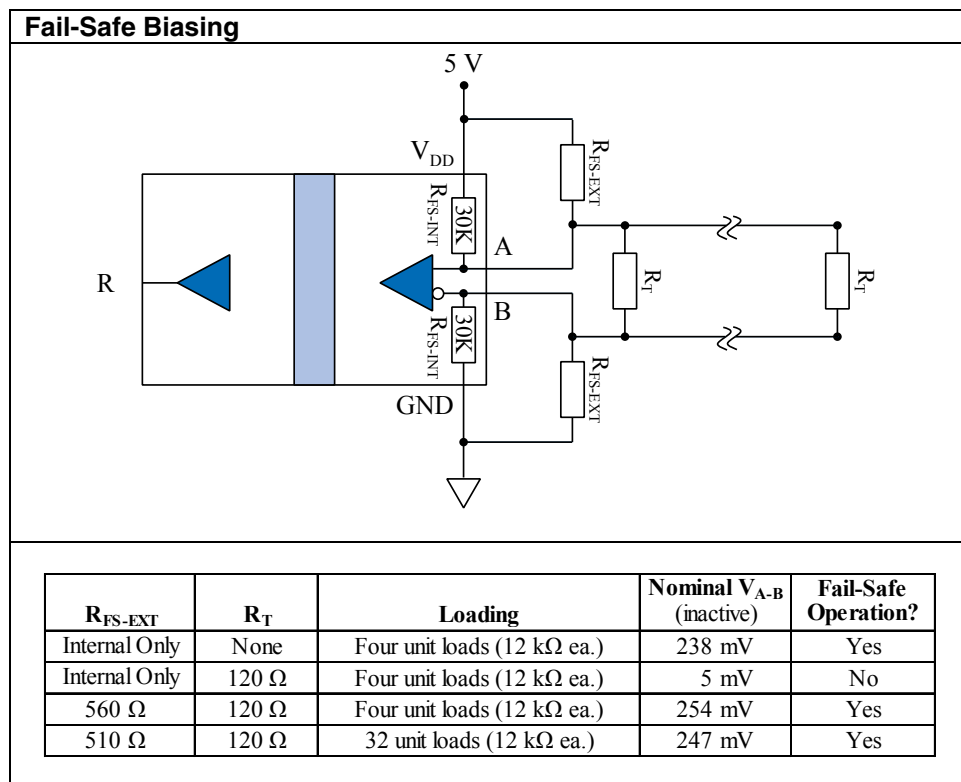 Fail-Safe Biasing
5 V
V_DD
R_FS-EXT
R_FS-INT
30K
A
R_T
R_T
R
B
R_FS-INT
30K
R_FS-EXT
GND
R_FS-EXT R_T Loading Nominal V_A-B (inactive) Fail-Safe Operation?
Internal Only None Four unit loads (12 kΩ ea.) 238 mV Yes
Internal Only 120 Ω Four unit loads (12 kΩ ea.) 5 mV No
560 Ω 120 Ω Four unit loads (12 kΩ ea.) 254 mV Yes
510 Ω 120 Ω 32 unit loads (12 kΩ ea.) 247 mV Yes